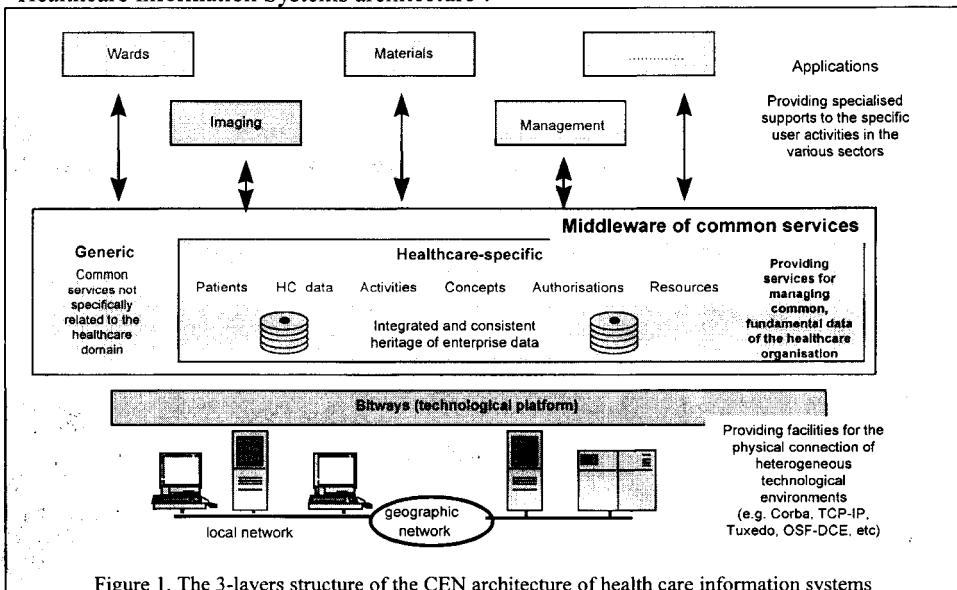 Healthcare Information Systems architecture".
Wards
Materials
..............
Applications
Providing specialised
supports to the specific
user activities in the
various sectors
Imaging
Management
Middleware of common services
Generic
Common
services not
specifically
related to the
healthcare
domain
Healthcare-specific
Patients HC data Activities Concepts Authorisations Resources
Integrated and consistent
heritage of enterprise data
Providing
services for
managing
common,
fundamental data
of the healthcare
organisation
Bitways (technological platform)
Providing facilities for the
physical connection of
heterogeneous
technological
environments
(e.g. Corba, TCP-IP,
Tuxedo, OSF-DCE, etc)
local network
geographic
network
Figure 1. The 3-layers structure of the CEN architecture of health care information systems